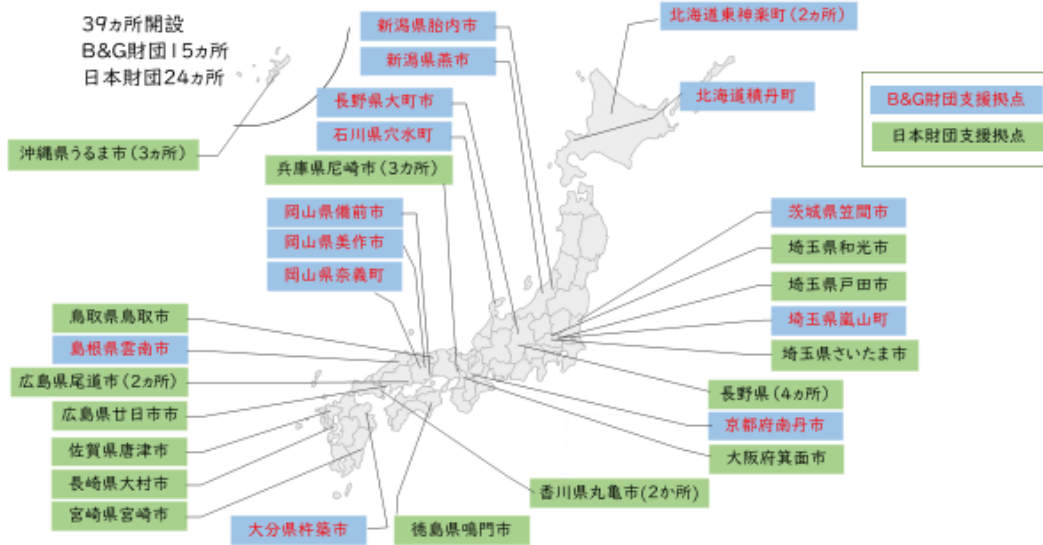 39ヵ所開設
B&G財団15ヵ所
日本財団24ヵ所
沖縄県うるま市(3ヵ所)
新潟県胎内市
新潟県燕市
長野県大町市
石川県穴水町
兵庫県尼崎市(3カ所)
岡山県備前市
岡山県美作市
岡山県奈義町
鳥取県鳥取市
島根県雲南市
広島県尾道市(2ヵ所)
広島県廿日市市
佐賀県唐津市
長崎県大村市
宮崎県宮崎市
大分県杵築市
徳島県鳴門市
香川県丸亀市(2か所)
北海道東神楽町(2ヵ所)
北海道積丹町
B&G財団支援拠点
日本財団支援拠点
茨城県笠間市
埼玉県和光市
埼玉県戸田市
埼玉県嵐山町
埼玉県さいたま市
長野県(4ヵ所)
京都府南丹市
大阪府箕面市